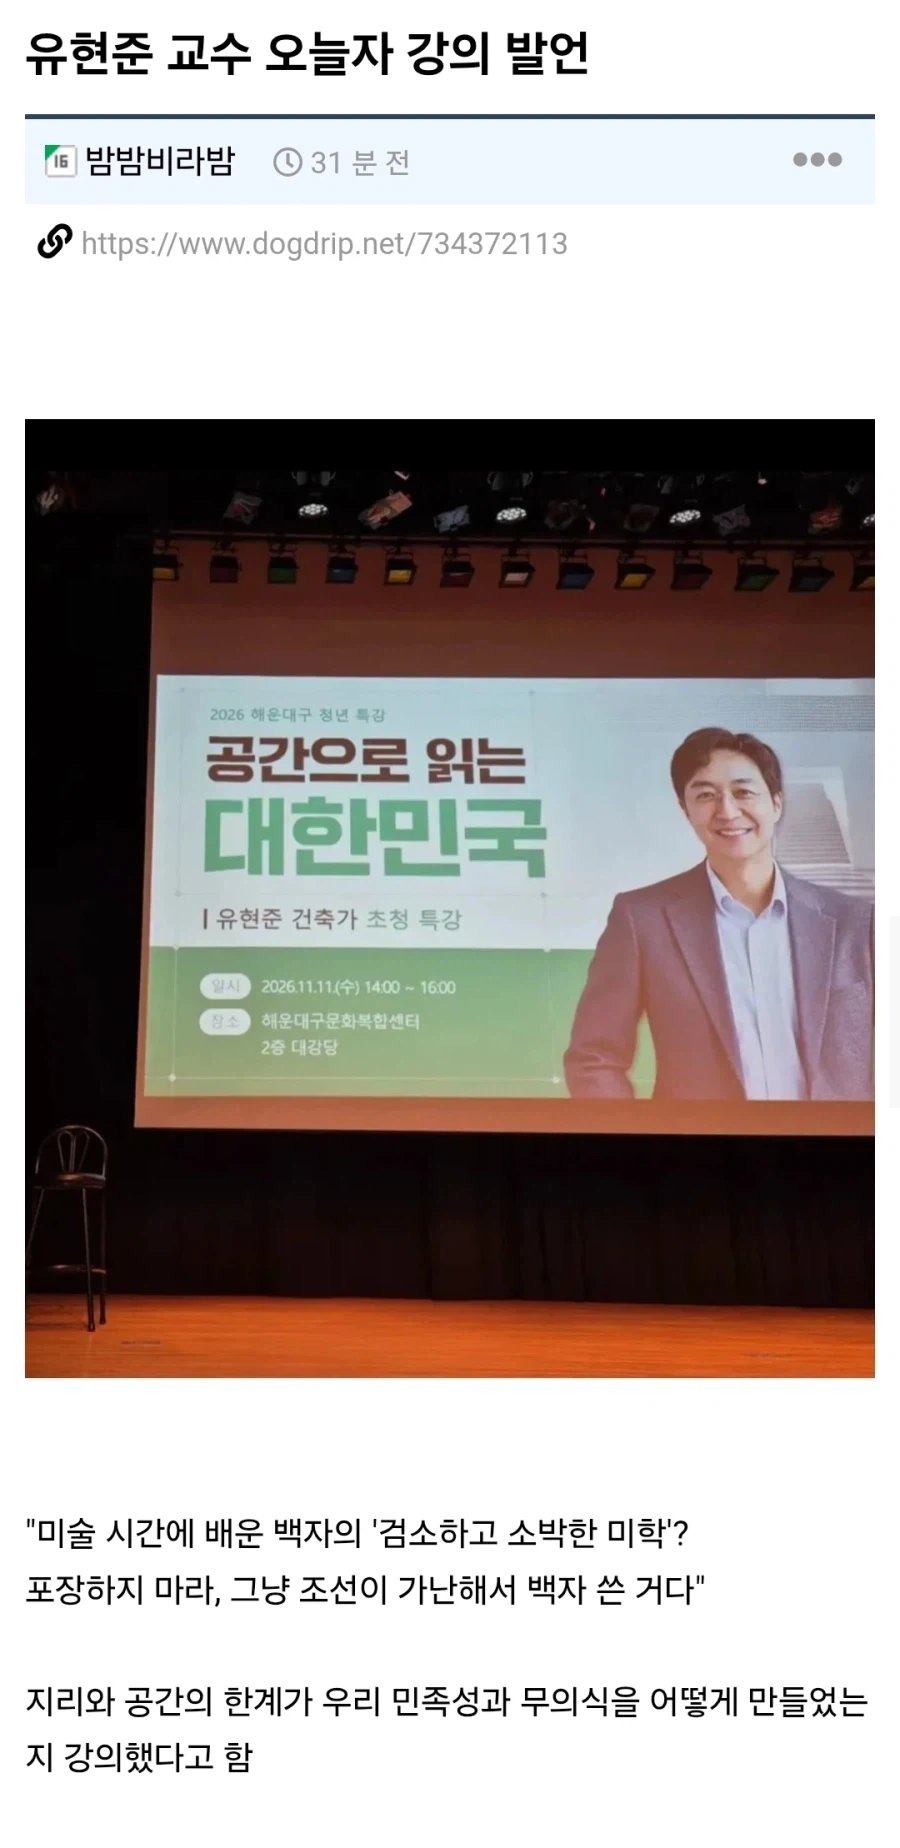 유현준 교수 오늘자 강의 발언
16 밤밤비라밤 31 분 전
https://www.dogdrip.net/734372113
2026 해운대구 청년 특강
공간으로 읽는
대한민국
유현준 건축가 초청 특강
일시 2026.11.11.(수) 14:00 ~ 16:00
장소 해운대구문화복합센터
2층 대강당
"미술 시간에 배운 백자의 '검소하고 소박한 미학'?
포장하지 마라, 그냥 조선이 가난해서 백자 쓴 거다"
지리와 공간의 한계가 우리 민족성과 무의식을 어떻게 만들었는
지 강의했다고 함